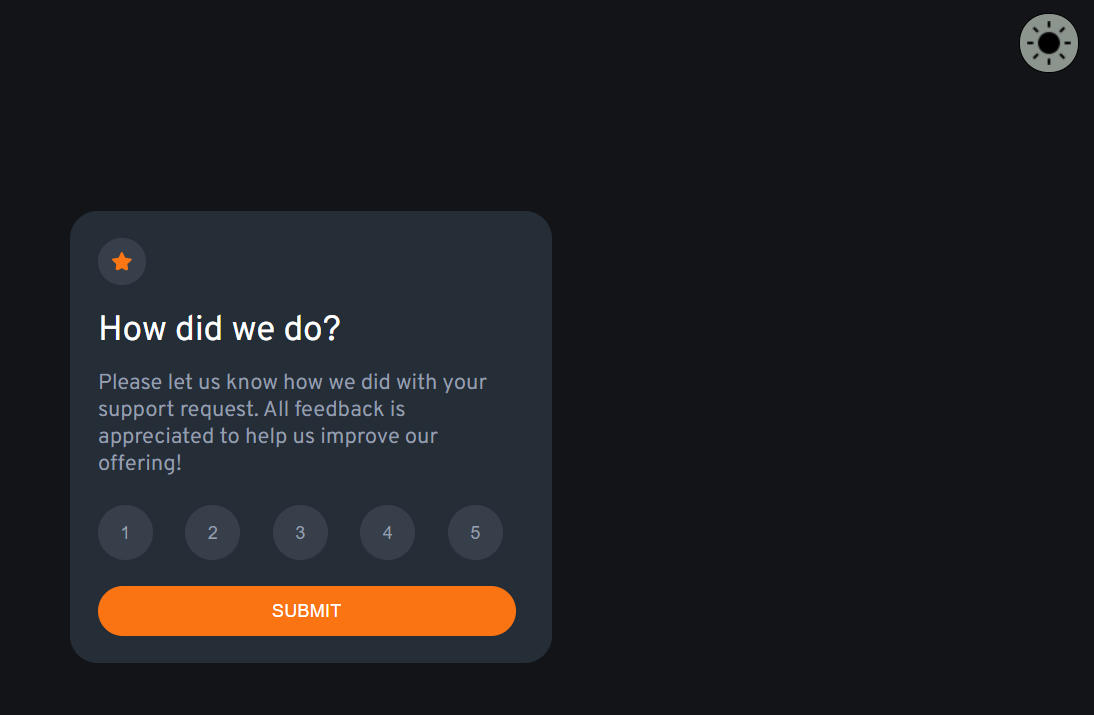 How did we do?
Please let us know how we did with your
support request. All feedback is
appreciated to help us improve our
offering!
1 2 3 4 5
SUBMIT